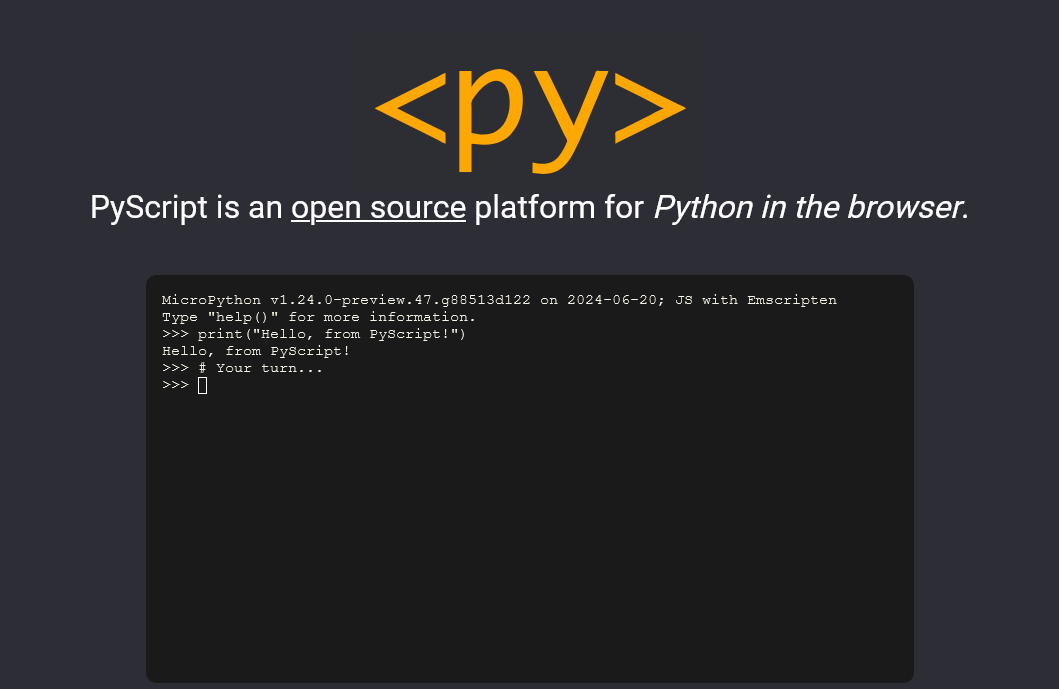 <py>
PyScript is an open source platform for Python in the browser.
MicroPython v1.24.0-preview.47.g88513d122 on 2024-06-20; JS with Emscripten
Type "help()" for more information.
>>> print("Hello, from PyScript!")
Hello, from PyScript!
>>> # Your turn...
>>>